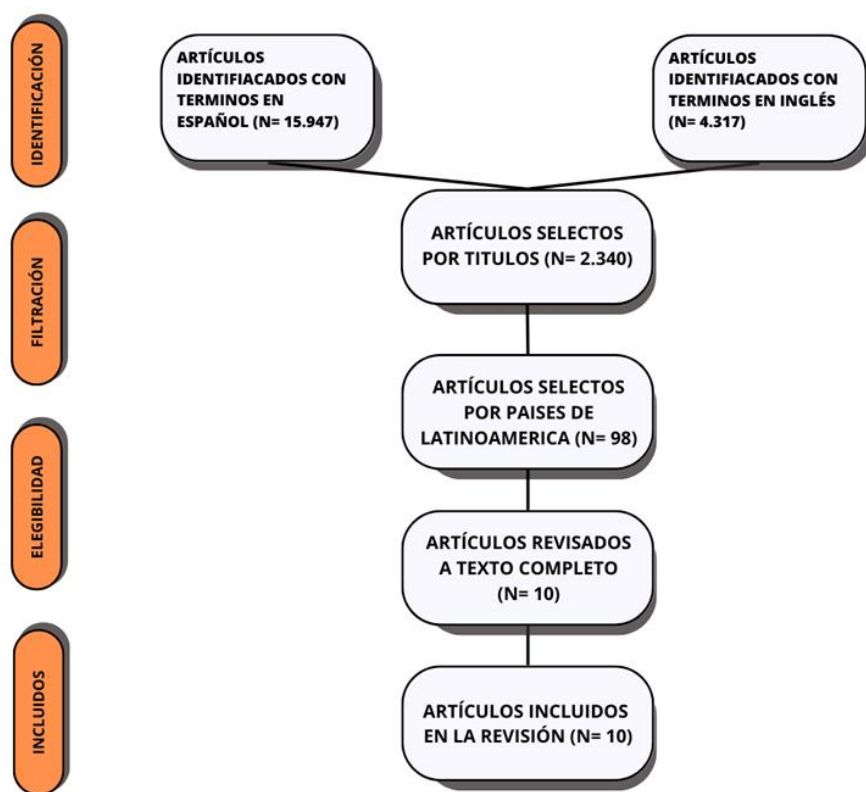 IDENTIFICACIÓN
ARTÍCULOS
IDENTIFIACADOS CON
TERMINOS EN
ESPAÑOL (N= 15.947)
ARTÍCULOS
IDENTIFIACADOS CON
TERMINOS EN INGLÉS
(N= 4.317)
FILTRACIÓN
ARTÍCULOS SELECTOS
POR TITULOS (N= 2.340)
ARTÍCULOS SELECTOS
POR PAISES DE
LATINOAMERICA (N= 98)
ELEGIBILIDAD
ARTÍCULOS REVISADOS
A TEXTO COMPLETO
(N= 10)
INCLUIDOS
ARTÍCULOS INCLUIDOS
EN LA REVISIÓN (N= 10)